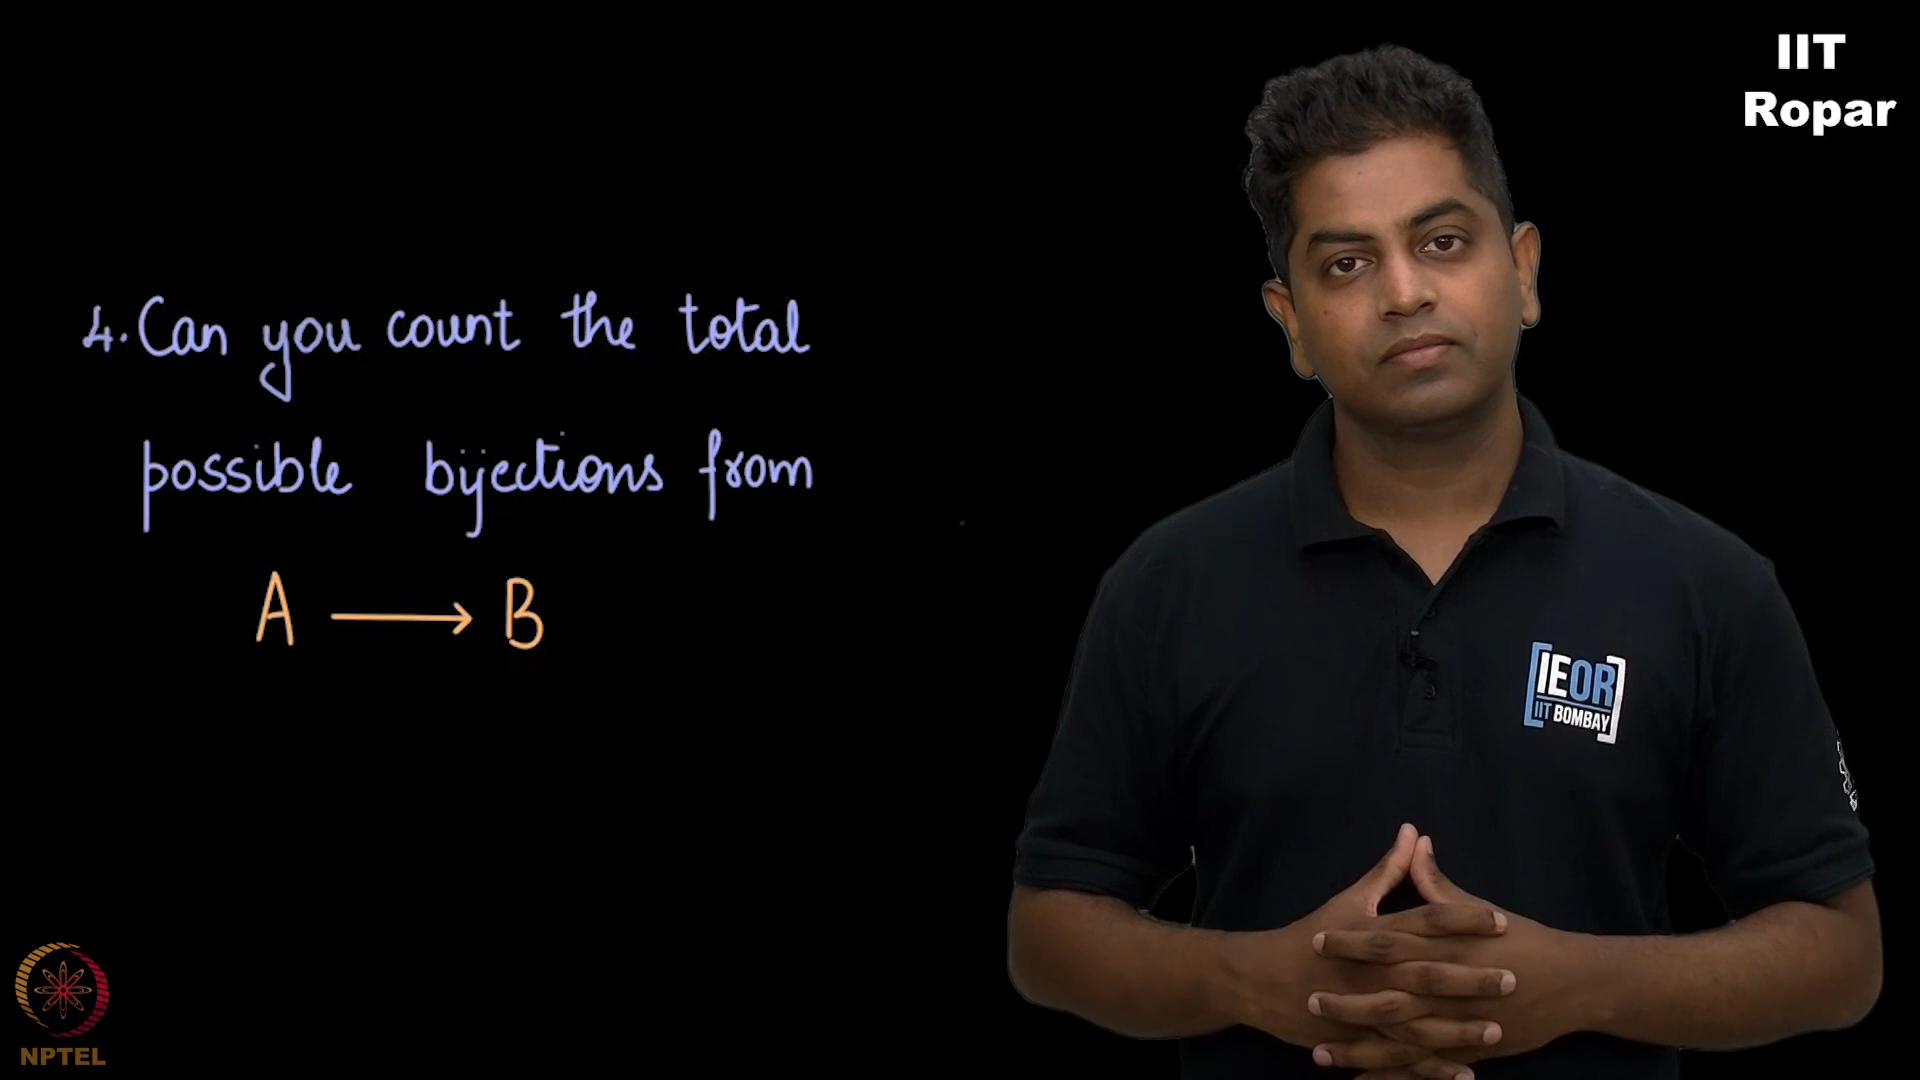 IIT
Ropar
4. Can you count the total
possible bijections from
A → B
[IEOR]
IIT BOMBAY
NPTEL